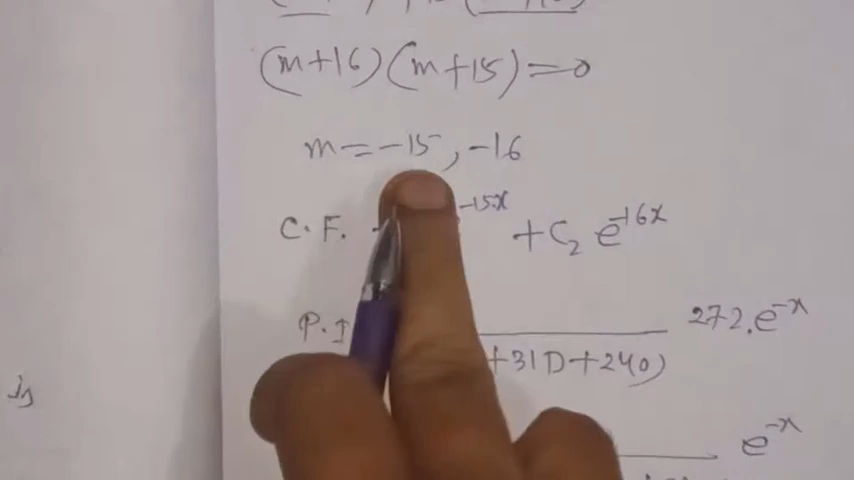 (m+16)(m+15)=0
m=-15, -16
C.F. e^-15x +C₂ e^-16x
P.I 272.e^-x
+31D+240)
e^-x